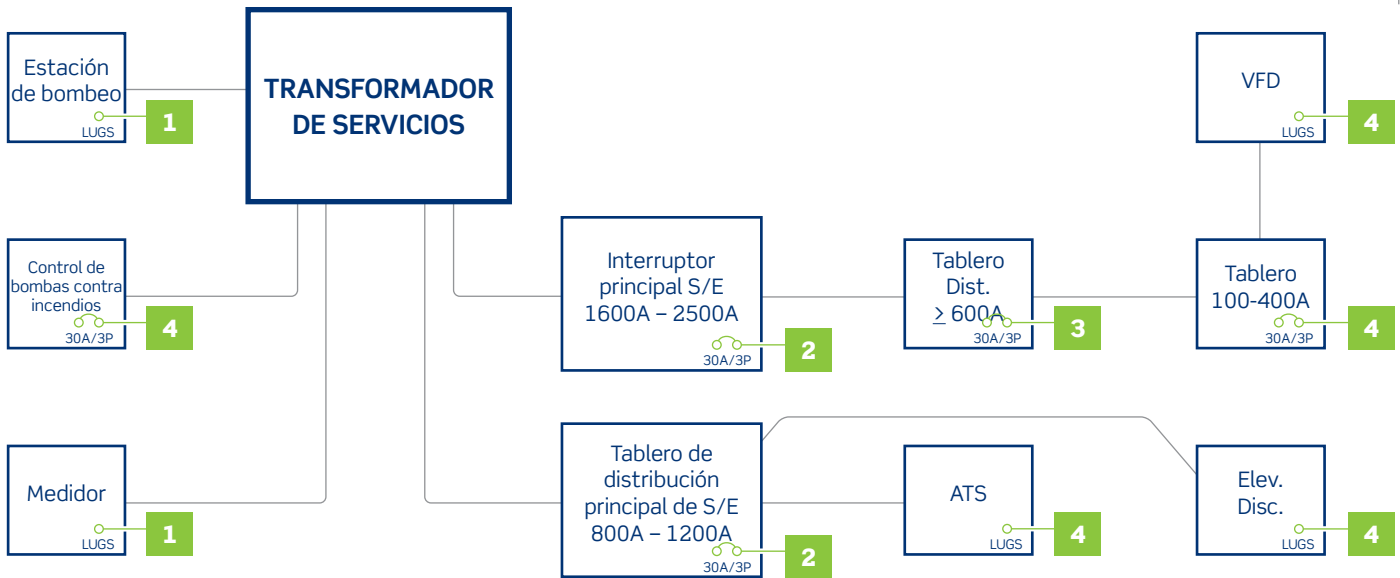 Estación
de bombeo
LUGS
1
TRANSFORMADOR
DE SERVICIOS
VFD
LUGS
4
Control de
bombas contra
incendios
30A/3P
4
Interruptor
principal S/E
1600A – 2500A
30A/3P
2
Tablero
Dist.
≥ 600A
30A/3P
3
Tablero
100-400A
30A/3P
4
Medidor
LUGS
1
Tablero de
distribución
principal de S/E
800A – 1200A
30A/3P
2
ATS
LUGS
4
Elev.
Disc.
LUGS
4